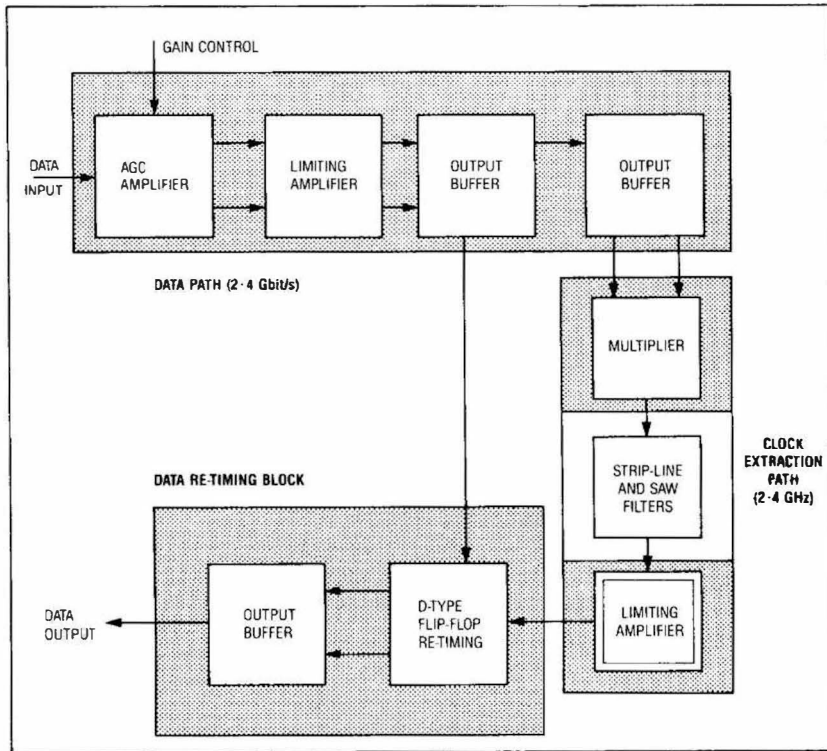 GAIN CONTROL
DATA
INPUT
AGC
AMPLIFIER
LIMITING
AMPLIFIER
OUTPUT
BUFFER
OUTPUT
BUFFER
DATA PATH (2·4 Gbit/s)
MULTIPLIER
STRIP-LINE
AND SAW
FILTERS
CLOCK
EXTRACTION
PATH
(2·4 GHz)
DATA RE-TIMING BLOCK
DATA
OUTPUT
OUTPUT
BUFFER
D-TYPE
FLIP-FLOP
RE-TIMING
LIMITING
AMPLIFIER